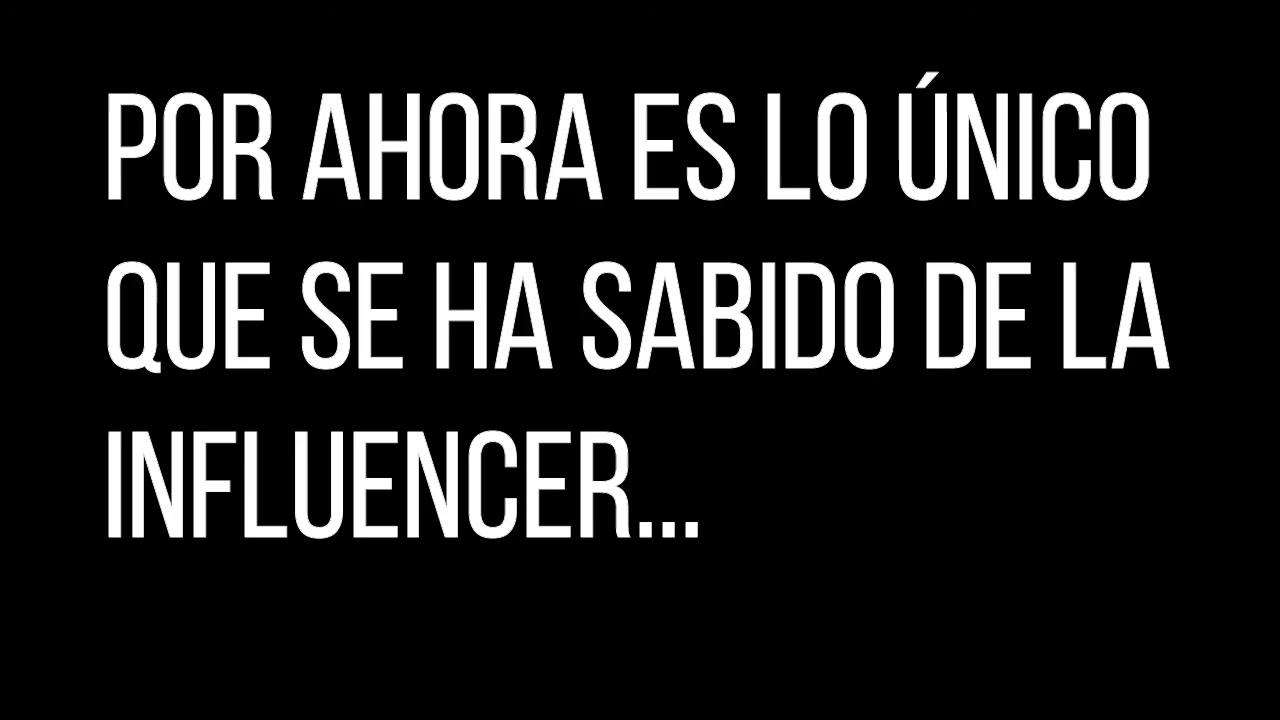 POR AHORA ES LO ÚNICO
QUE SE HA SABIDO DE LA
INFLUENCER...